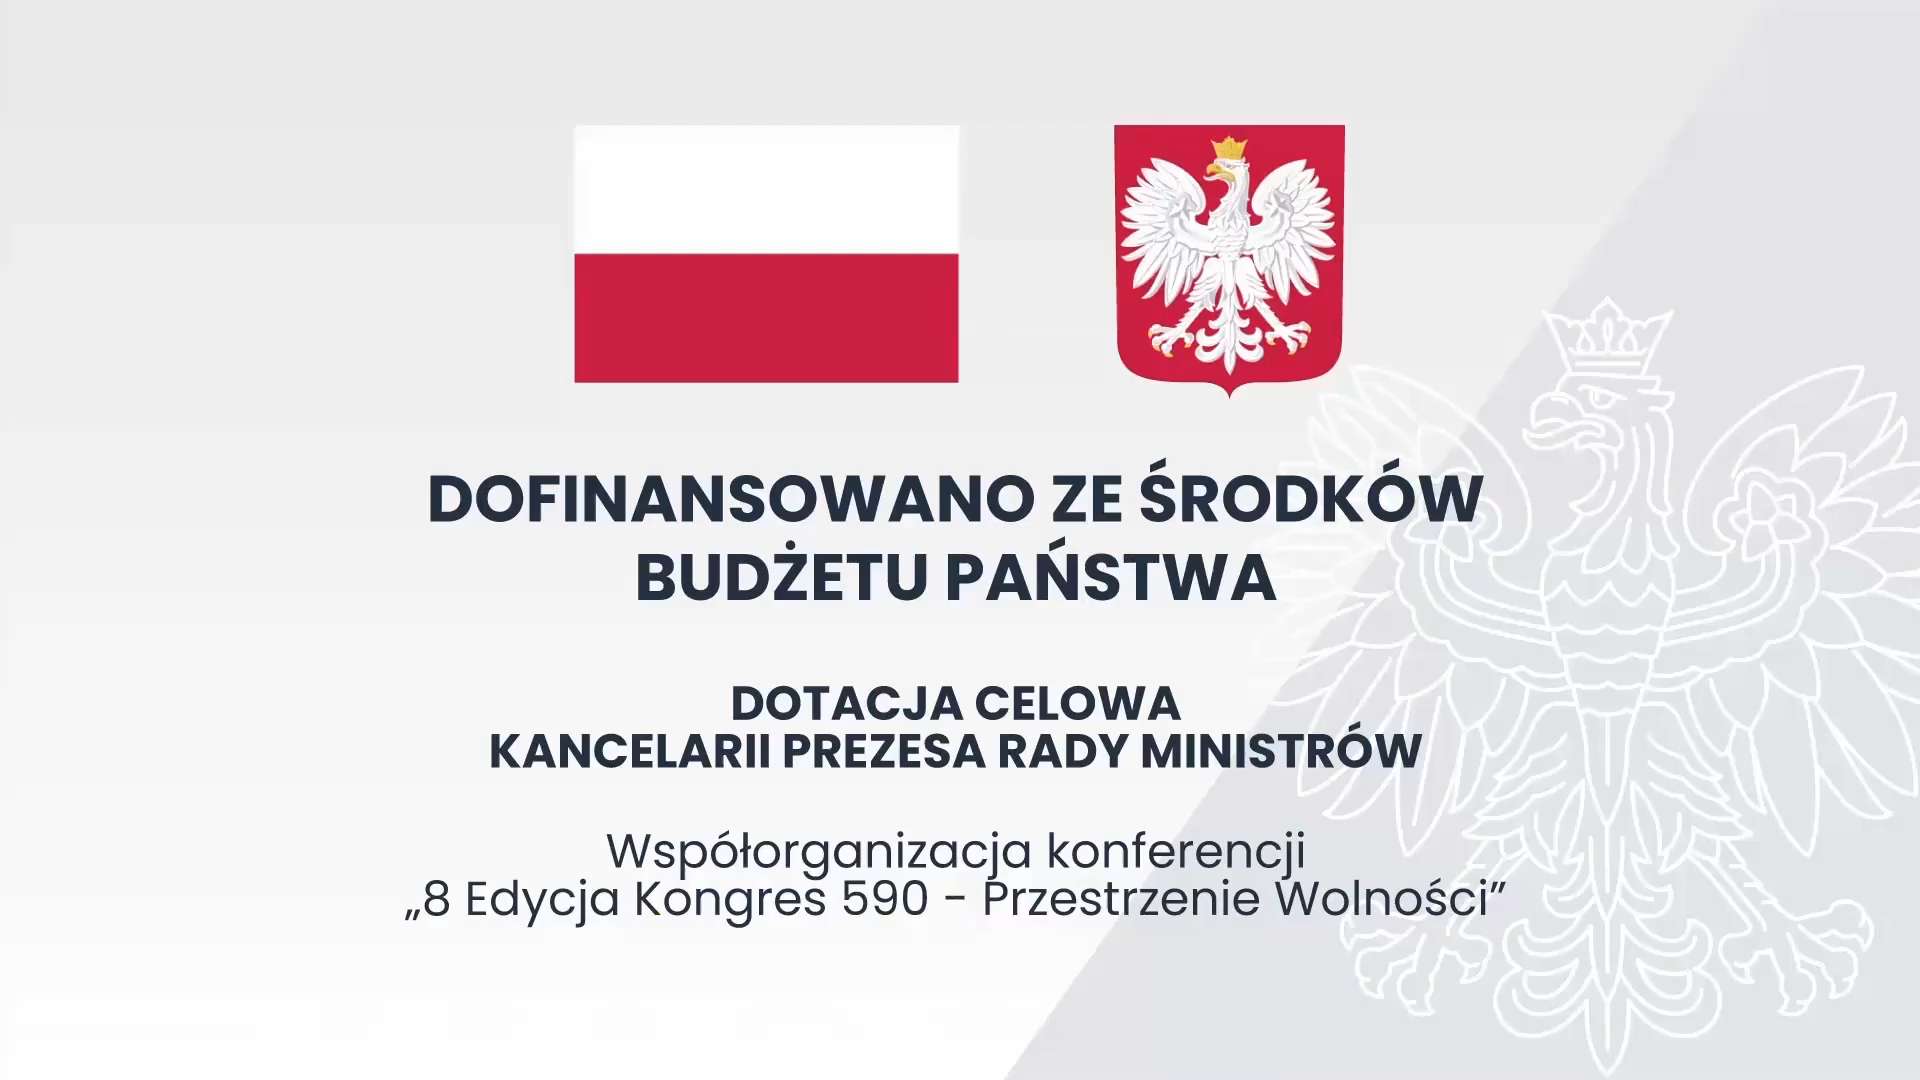 DOFINANSOWANO ZE ŚRODKÓW
BUDŻETU PAŃSTWA
DOTACJA CELOWA
KANCELARII PREZESA RADY MINISTRÓW
Współorganizacja konferencji
„8 Edycja Kongres 590 - Przestrzenie Wolności”